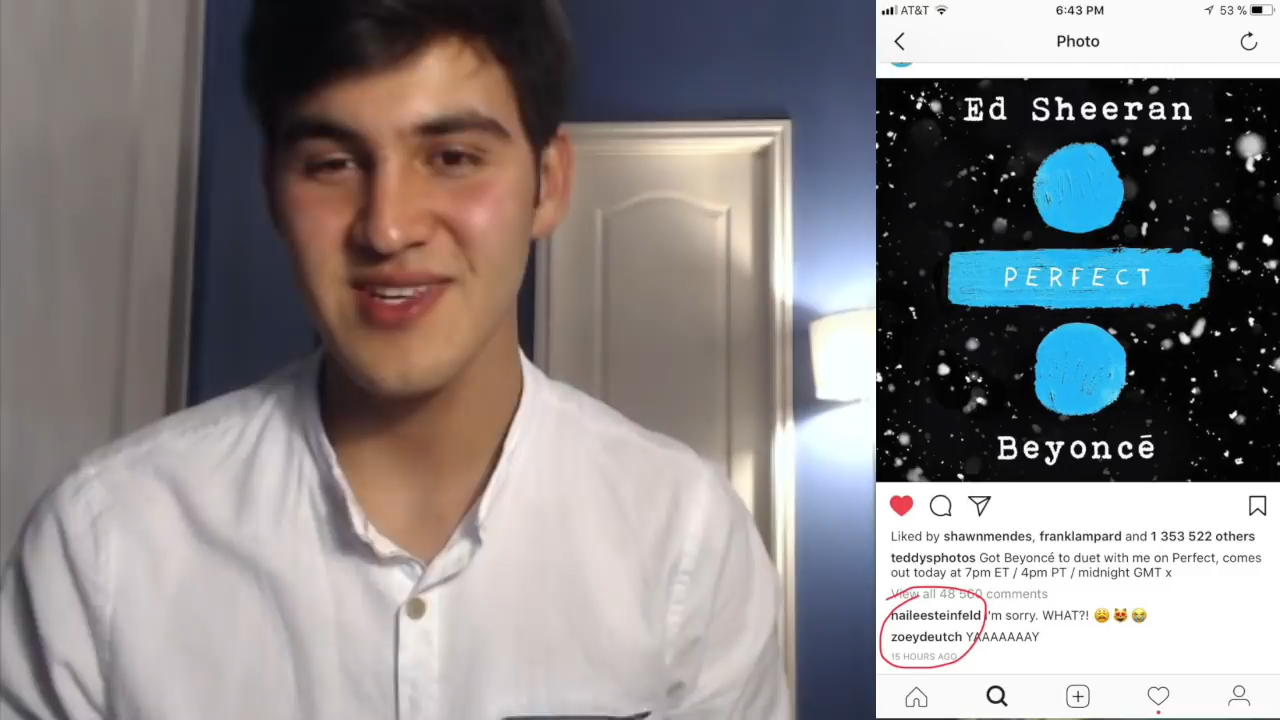 AT&T 6:43 PM 53 %
Photo
Ed Sheeran
PERFECT
Beyoncé
Liked by shawnmendes, franklampard and 1 353 522 others
teddysphotos Got Beyoncé to duet with me on Perfect, comes
out today at 7pm ET / 4pm PT / midnight GMT x
View all 48 560 comments
haileesteinfeld I'm sorry. WHAT?! 😩😻😭
zoeydeutch YAAAAAAAY
15 HOURS AGO